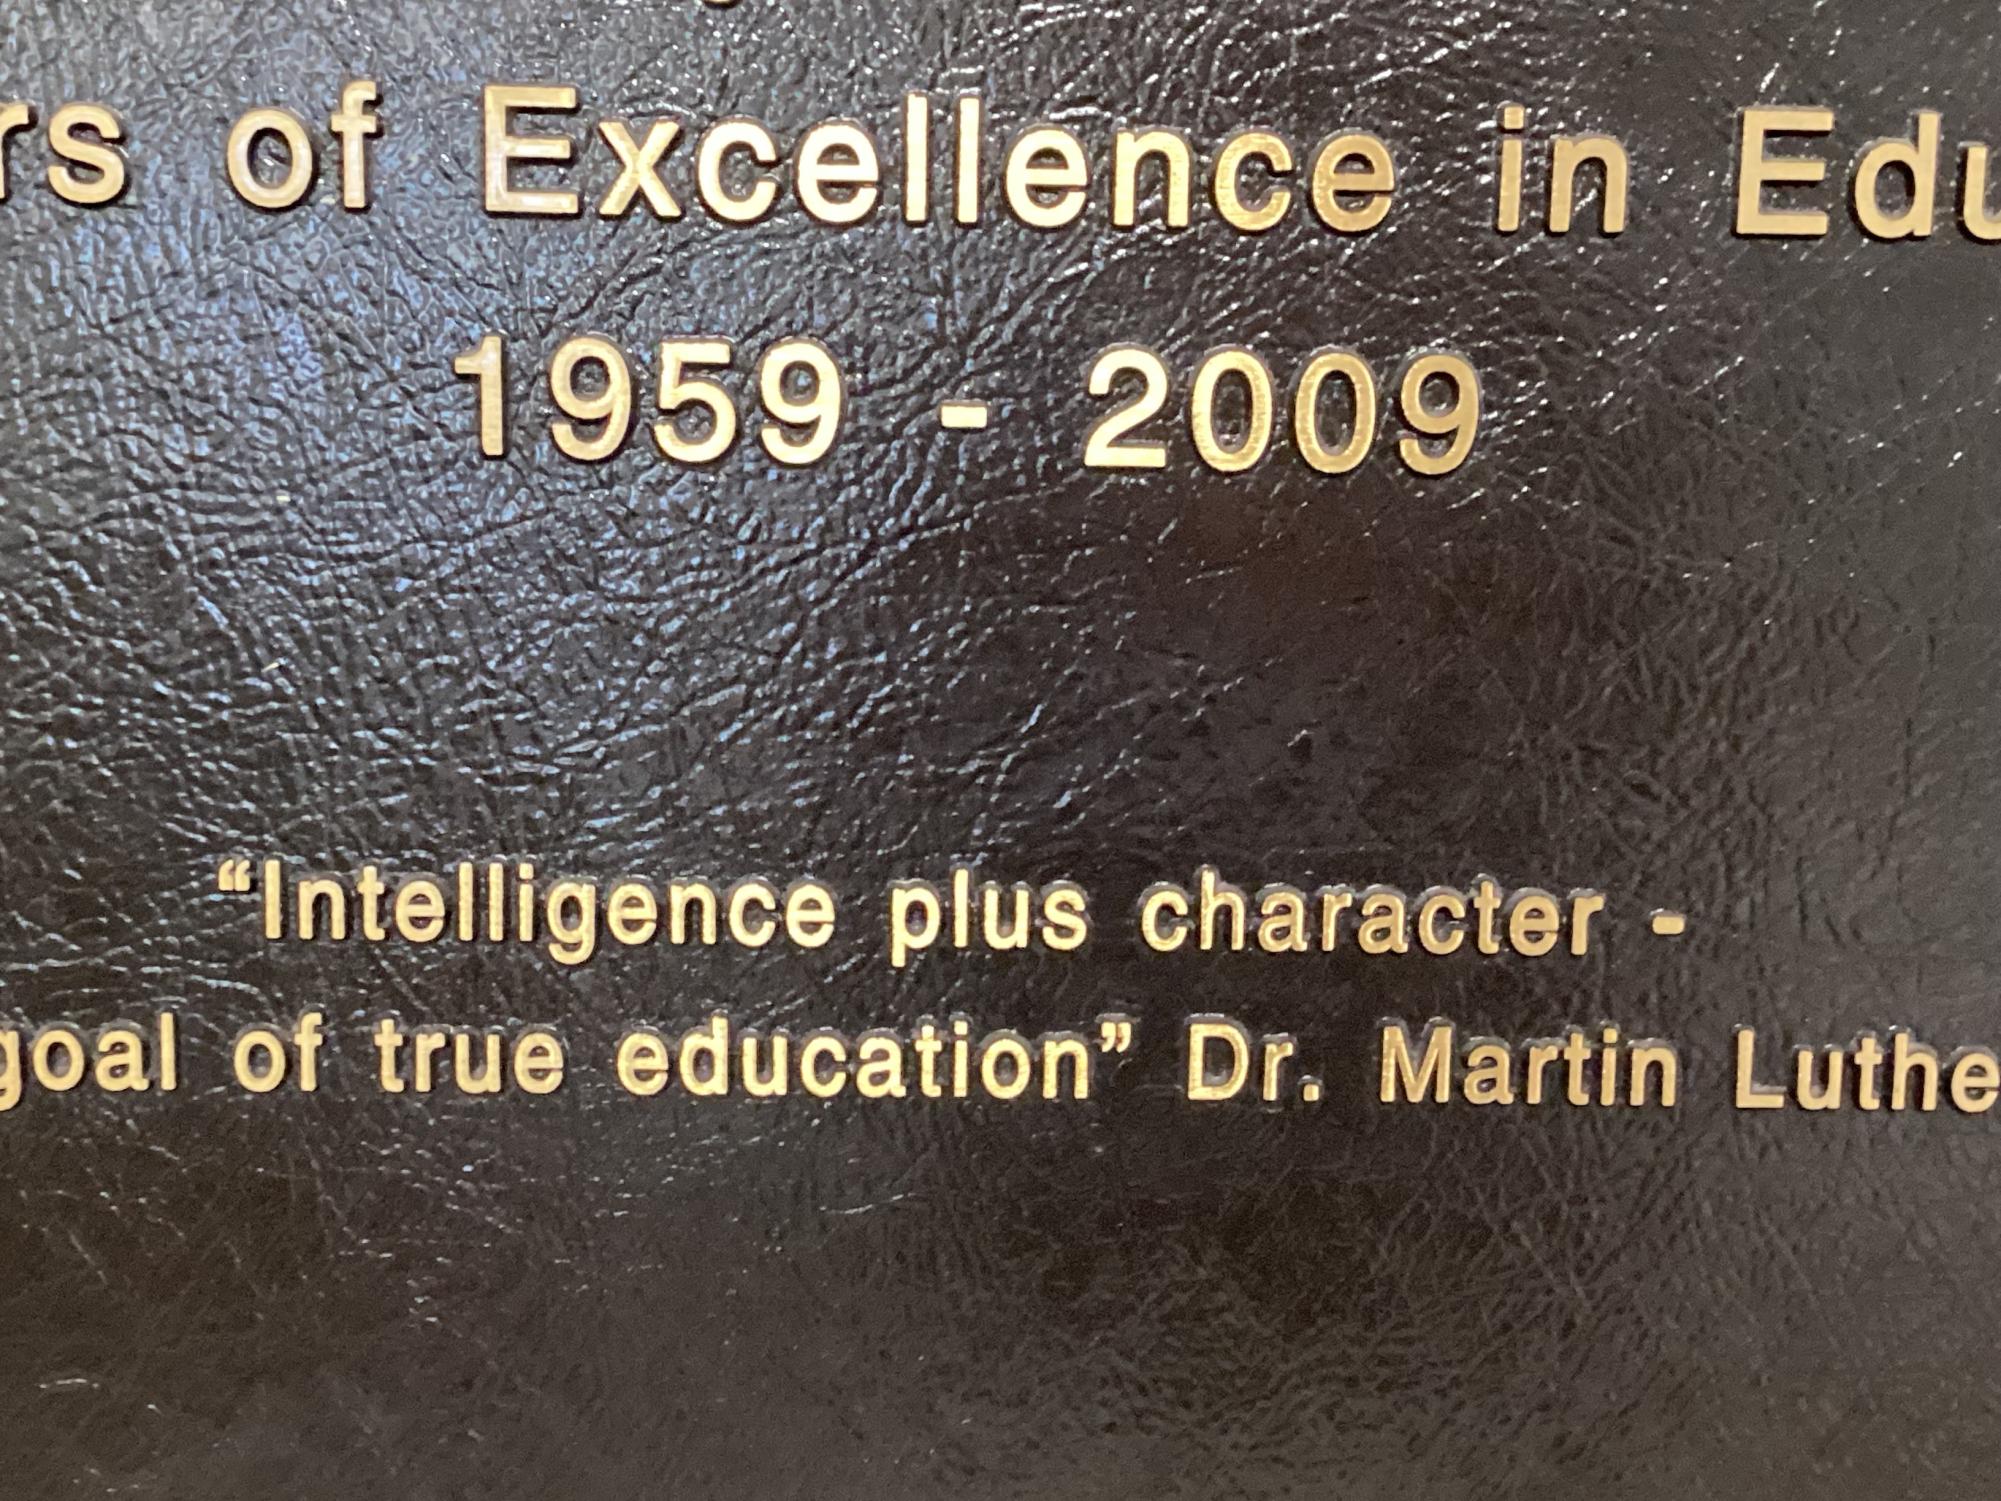 rs of Excellence in Edu
1959 - 2009
“Intelligence plus character -
goal of true education” Dr. Martin Luthe